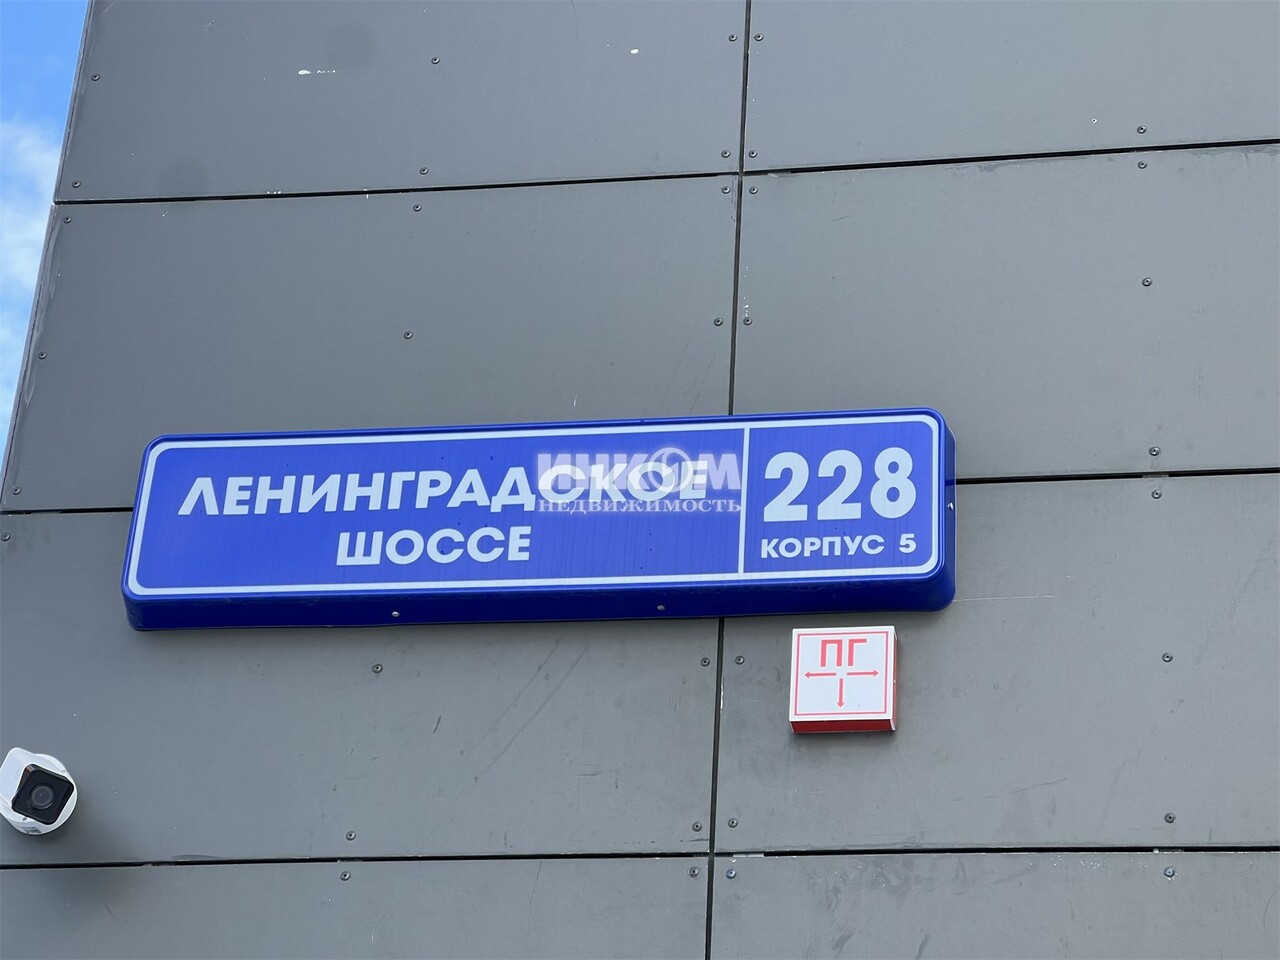 ЛЕНИНГРАДСКОЕ
ШОССЕ
228
КОРПУС 5
ИНКОМ
НЕДВИЖИМОСТЬ
ПГ